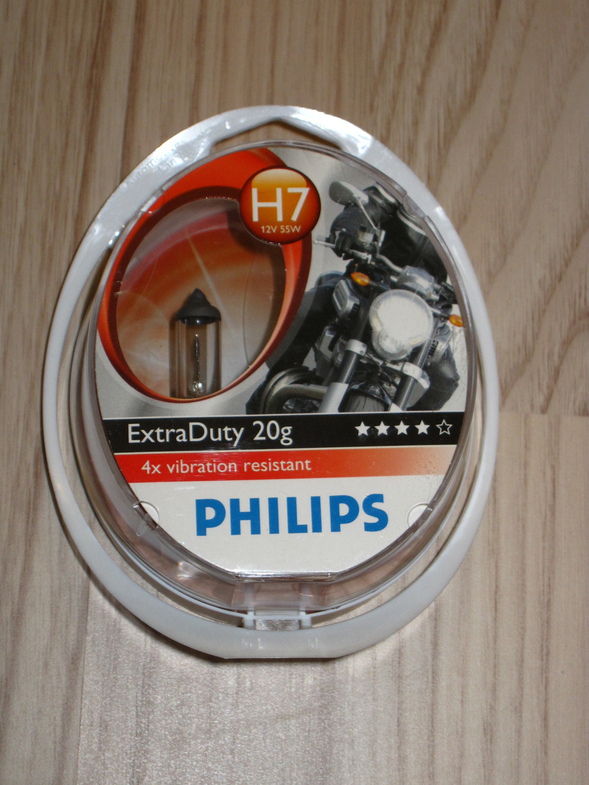 H7
12V 55W
ExtraDuty 20g
4x vibration resistant
PHILIPS